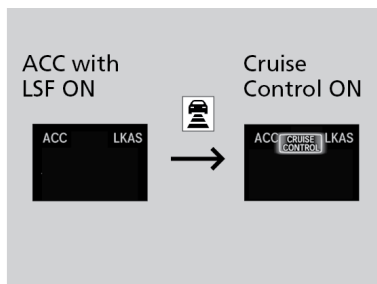 ACC with
LSF ON
Cruise
Control ON
ACC LKAS
ACC CRUISE CONTROL LKAS